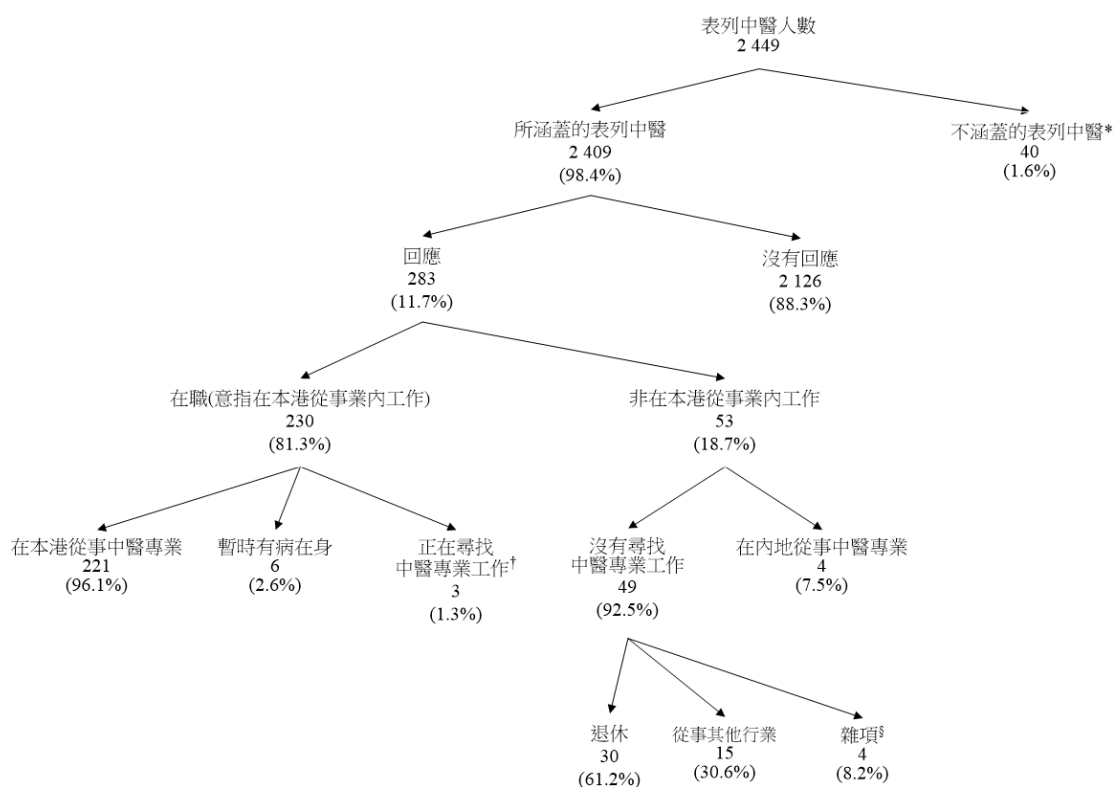 表列中醫人數
2 449
所涵蓋的表列中醫
2 409
(98.4%)
不涵蓋的表列中醫*
40
(1.6%)
回應
283
(11.7%)
沒有回應
2 126
(88.3%)
在職(意指在本港從事業內工作)
230
(81.3%)
非在本港從事業內工作
53
(18.7%)
在本港從事中醫專業
221
(96.1%)
暫時有病在身
6
(2.6%)
正在尋找
中醫專業工作†
3
(1.3%)
沒有尋找
中醫專業工作
49
(92.5%)
在內地從事中醫專業
4
(7.5%)
退休
30
(61.2%)
從事其他行業
15
(30.6%)
雜項§
4
(8.2%)